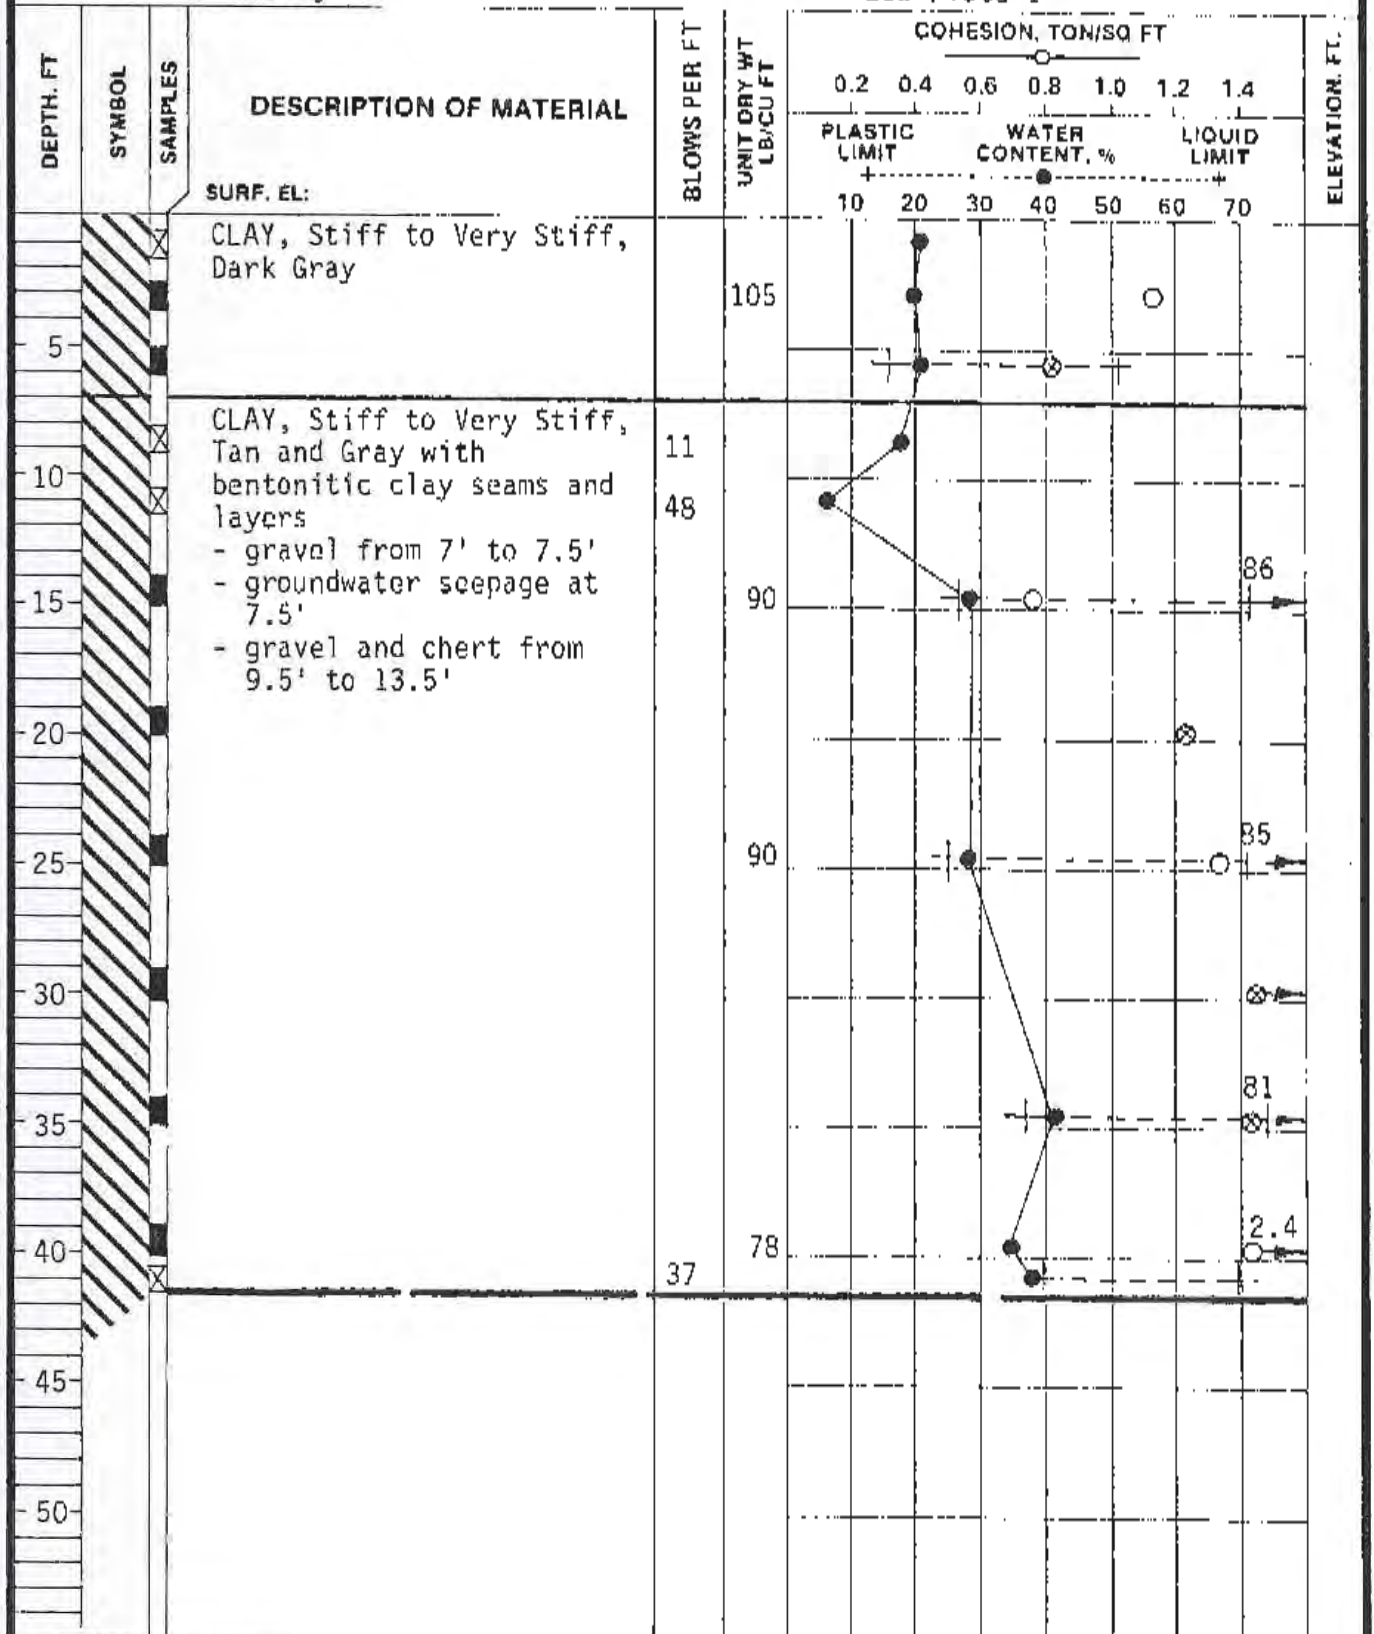 COHESION, TON/SQ FT
0.2 0.4 0.6 0.8 1.0 1.2 1.4
DEPTH. FT
SYMBOL
SAMPLES
DESCRIPTION OF MATERIAL
BLOWS PER FT
UNIT DRY WT
LB/CU FT
PLASTIC LIMIT
WATER CONTENT, %
LIQUID LIMIT
ELEVATION. FT.
SURF. EL:
10 20 30 40 50 60 70
CLAY, Stiff to Very Stiff,
Dark Gray
105
5
CLAY, Stiff to Very Stiff,
Tan and Gray with
11
10
bentonitic clay seams and
layers
48
- gravel from 7' to 7.5'
- groundwater seepage at
7.5'
86
15
90
- gravel and chert from
9.5' to 13.5'
20
85
25
90
30
81
35
2.4
40
78
37
45
50